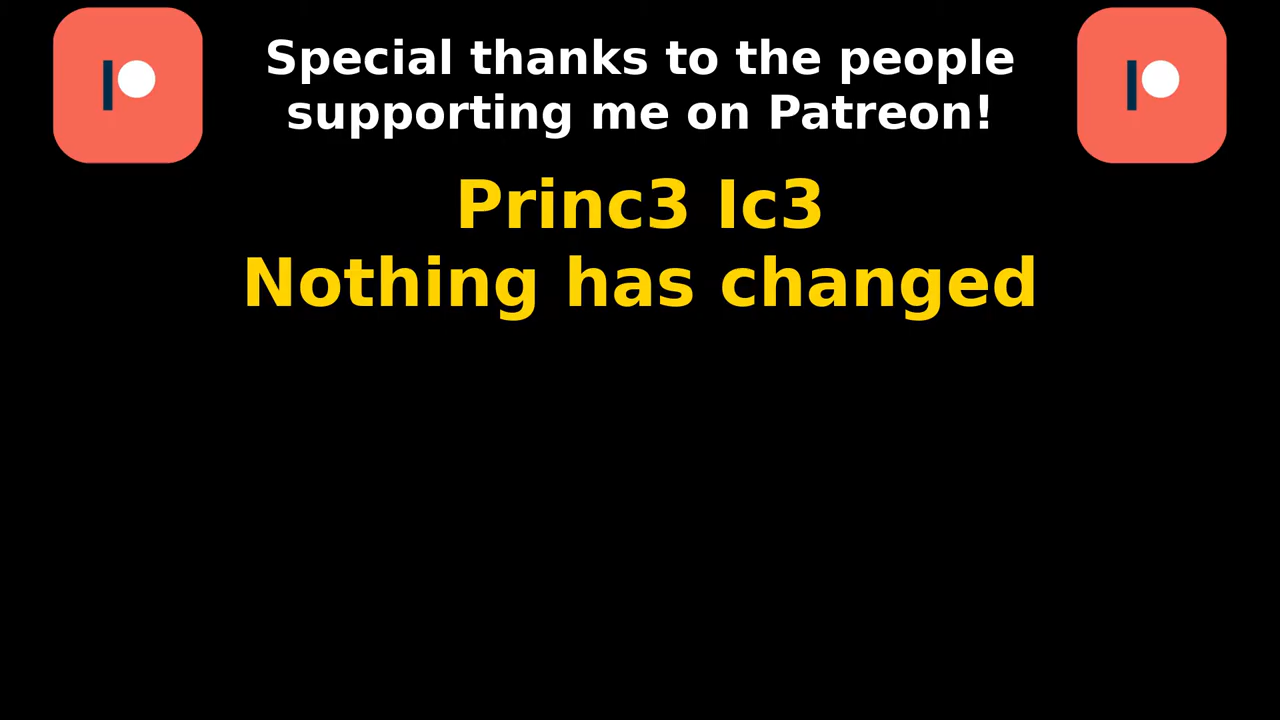 Special thanks to the people
supporting me on Patreon!
Princ3 Ic3
Nothing has changed